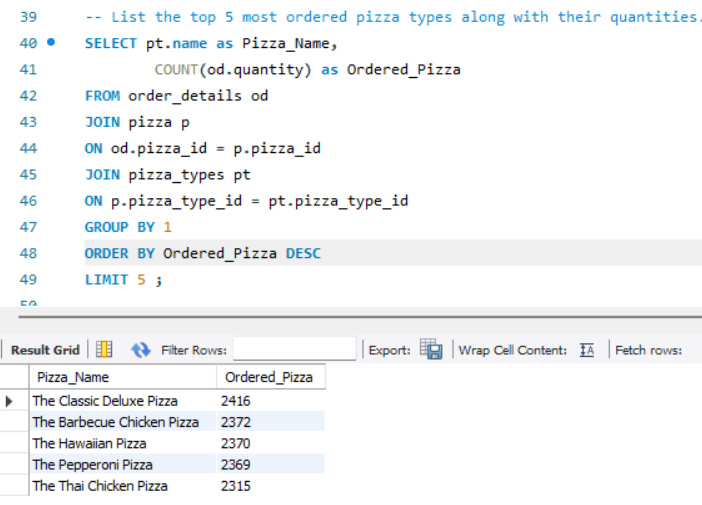 39 -- List the top 5 most ordered pizza types along with their quantities.
40 SELECT pt.name as Pizza_Name,
41 COUNT(od.quantity) as Ordered_Pizza
42 FROM order_details od
43 JOIN pizza p
44 ON od.pizza_id = p.pizza_id
45 JOIN pizza_types pt
46 ON p.pizza_type_id = pt.pizza_type_id
47 GROUP BY 1
48 ORDER BY Ordered_Pizza DESC
49 LIMIT 5 ;
50
Result Grid Filter Rows: Export: Wrap Cell Content: IA Fetch rows:
Pizza_Name Ordered_Pizza
The Classic Deluxe Pizza 2416
The Barbecue Chicken Pizza 2372
The Hawaiian Pizza 2370
The Pepperoni Pizza 2369
The Thai Chicken Pizza 2315